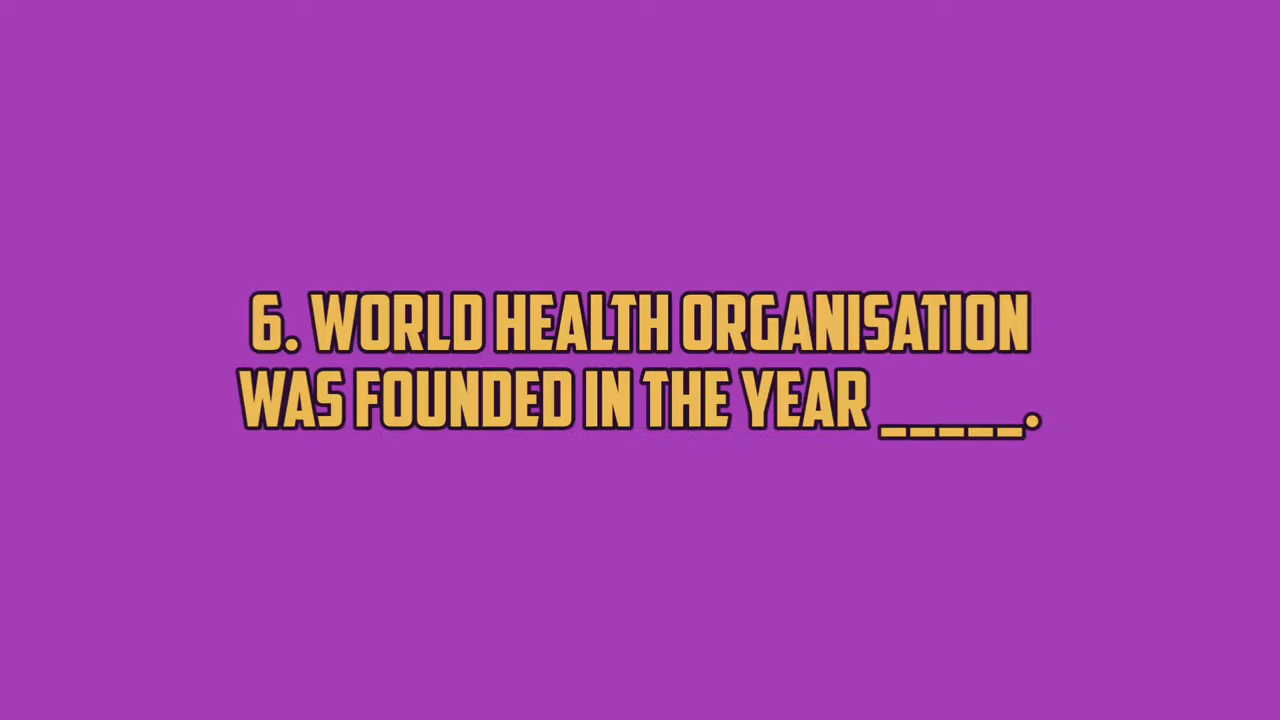 6. WORLD HEALTH ORGANISATION
WAS FOUNDED IN THE YEAR _____.